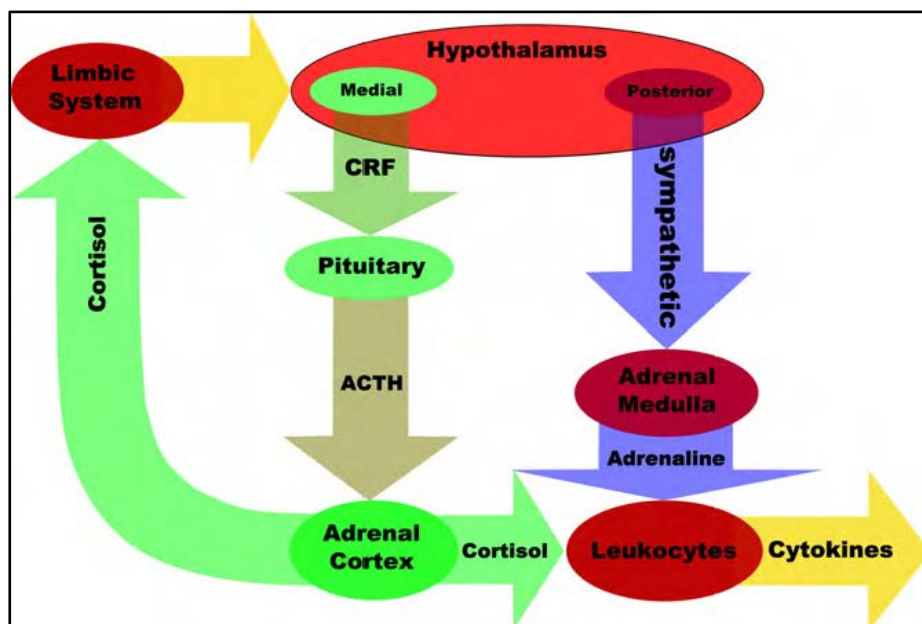 Hypothalamus
Limbic
System
Medial
Posterior
CRF
sympathetic
Cortisol
Pituitary
ACTH
Adrenal
Medulla
Adrenaline
Adrenal
Cortex
Cortisol
Leukocytes
Cytokines